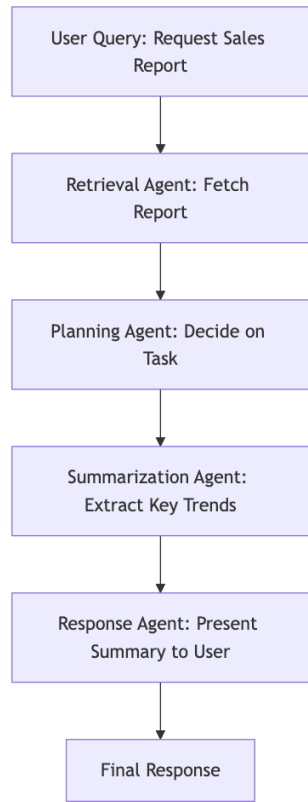 User Query: Request Sales
Report
Retrieval Agent: Fetch
Report
Planning Agent: Decide on
Task
Summarization Agent:
Extract Key Trends
Response Agent: Present
Summary to User
Final Response